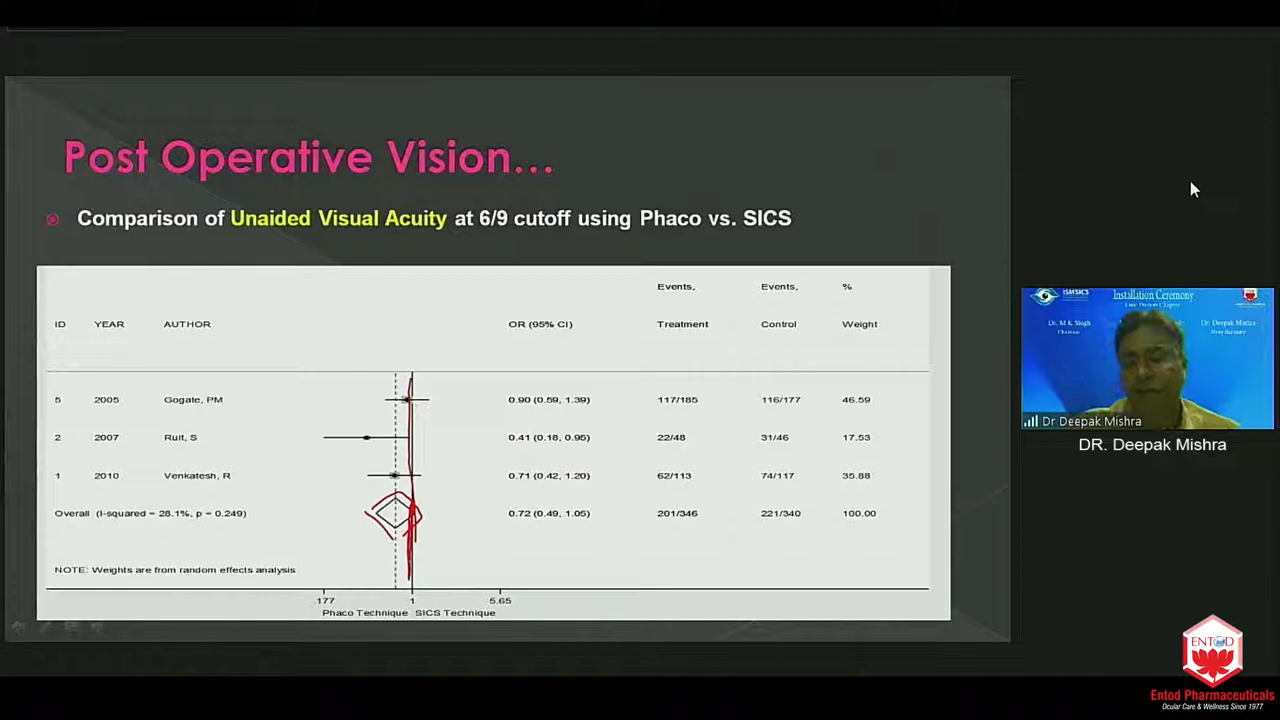 Post Operative Vision…
Comparison of Unaided Visual Acuity at 6/9 cutoff using Phaco vs. SICS
Events, Events, %
ID YEAR AUTHOR OR (95% CI) Treatment Control Weight
5 2005 Gogate, PM 0.90 (0.59, 1.39) 117/185 116/177 46.59
2 2007 Ruit, S 0.41 (0.18, 0.95) 22/48 31/46 17.53
1 2010 Venkatesh, R 0.71 (0.42, 1.20) 62/113 74/117 35.88
Overall (I-squared = 28.1%, p = 0.249) 0.72 (0.49, 1.05) 201/346 221/340 100.00
NOTE: Weights are from random effects analysis
.177 1 5.65
Phaco Technique SICS Technique
ISMSICS
Installation Ceremony
Dr. M K Singh
Dr. Deepak Mishra
Dr Deepak Mishra
DR. Deepak Mishra
ENTOD
Entod Pharmaceuticals
Ocular Care & Wellness Since 1977